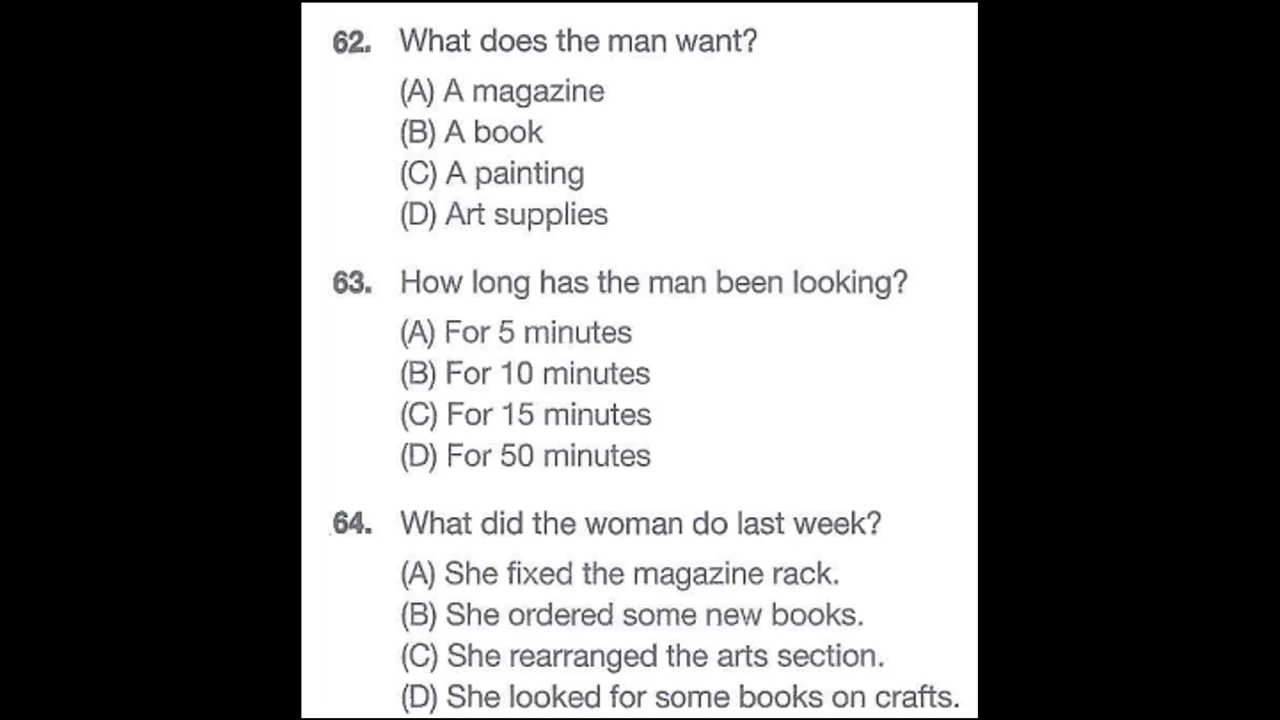 62. What does the man want?
(A) A magazine
(B) A book
(C) A painting
(D) Art supplies
63. How long has the man been looking?
(A) For 5 minutes
(B) For 10 minutes
(C) For 15 minutes
(D) For 50 minutes
64. What did the woman do last week?
(A) She fixed the magazine rack.
(B) She ordered some new books.
(C) She rearranged the arts section.
(D) She looked for some books on crafts.